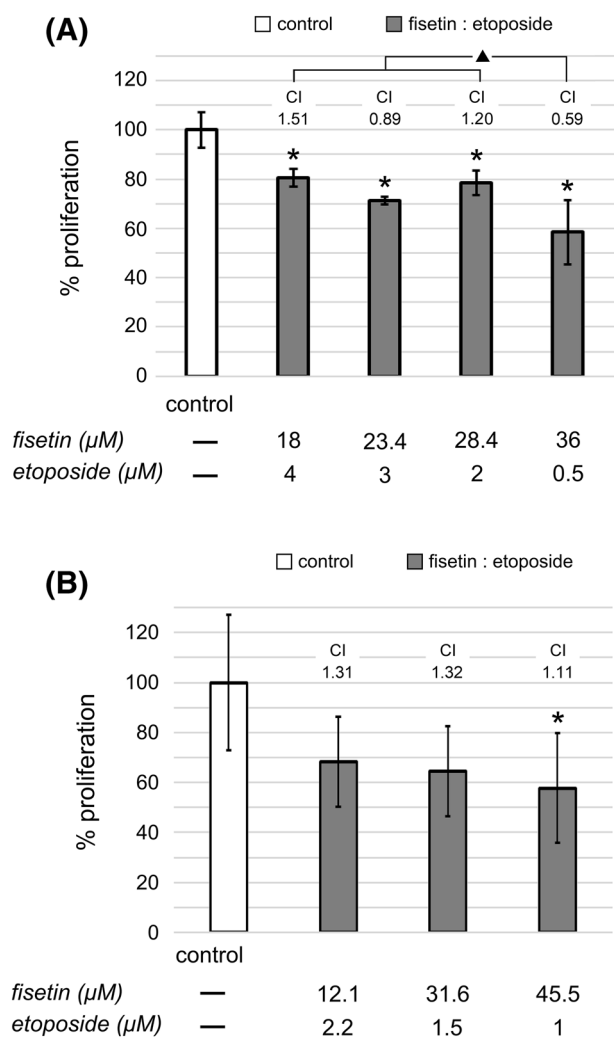 (A)
control fisetin : etoposide
120
100
80
60
40
20
0
% proliferation
CI CI CI CI
1.51 0.89 1.20 0.59
* * * *
control
fisetin (μM) — 18 23.4 28.4 36
etoposide (μM) — 4 3 2 0.5
control fisetin : etoposide
(B)
120
100
80
60
40
20
0
% proliferation
CI CI CI
1.31 1.32 1.11
*
control
fisetin (μM) — 12.1 31.6 45.5
etoposide (μM) — 2.2 1.5 1